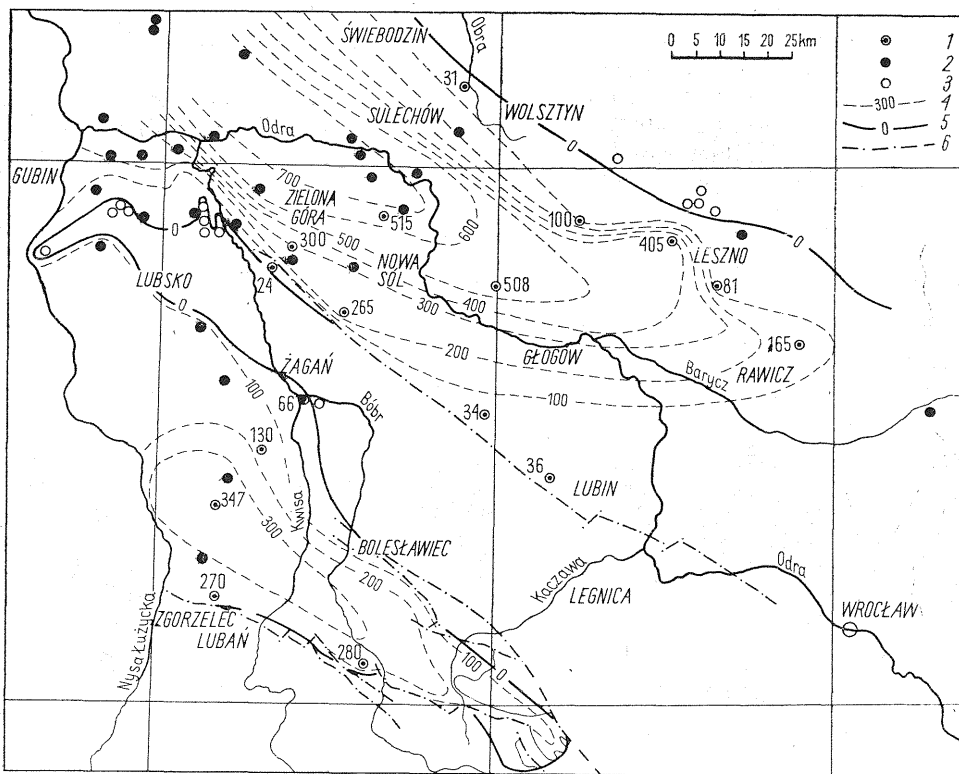 ŚWIEBODZIN
Obra
0 5 10 15 20 25km
1
2
3
300 4
0 5
6
31
SULECHÓW
WOLSZTYN
0
Odra
GUBIN
700
ZIELONA
GÓRA
600
515
100
0
300
500
405
LESZNO
0
NOWA
SÓL
24
LUBSKO
508
81
0
265
400
300
200
GŁOGÓW
165
Barycz
RAWICZ
ŻAGAŃ
100
100
66
Bóbr
34
130
36
347
LUBIN
300
Kwisa
BOLESŁAWIEC
200
Kaczawa
Odra
270
LEGNICA
Nysa Łużycka
ZGORZELEC
LUBAŃ
WROCŁAW
280
100
0